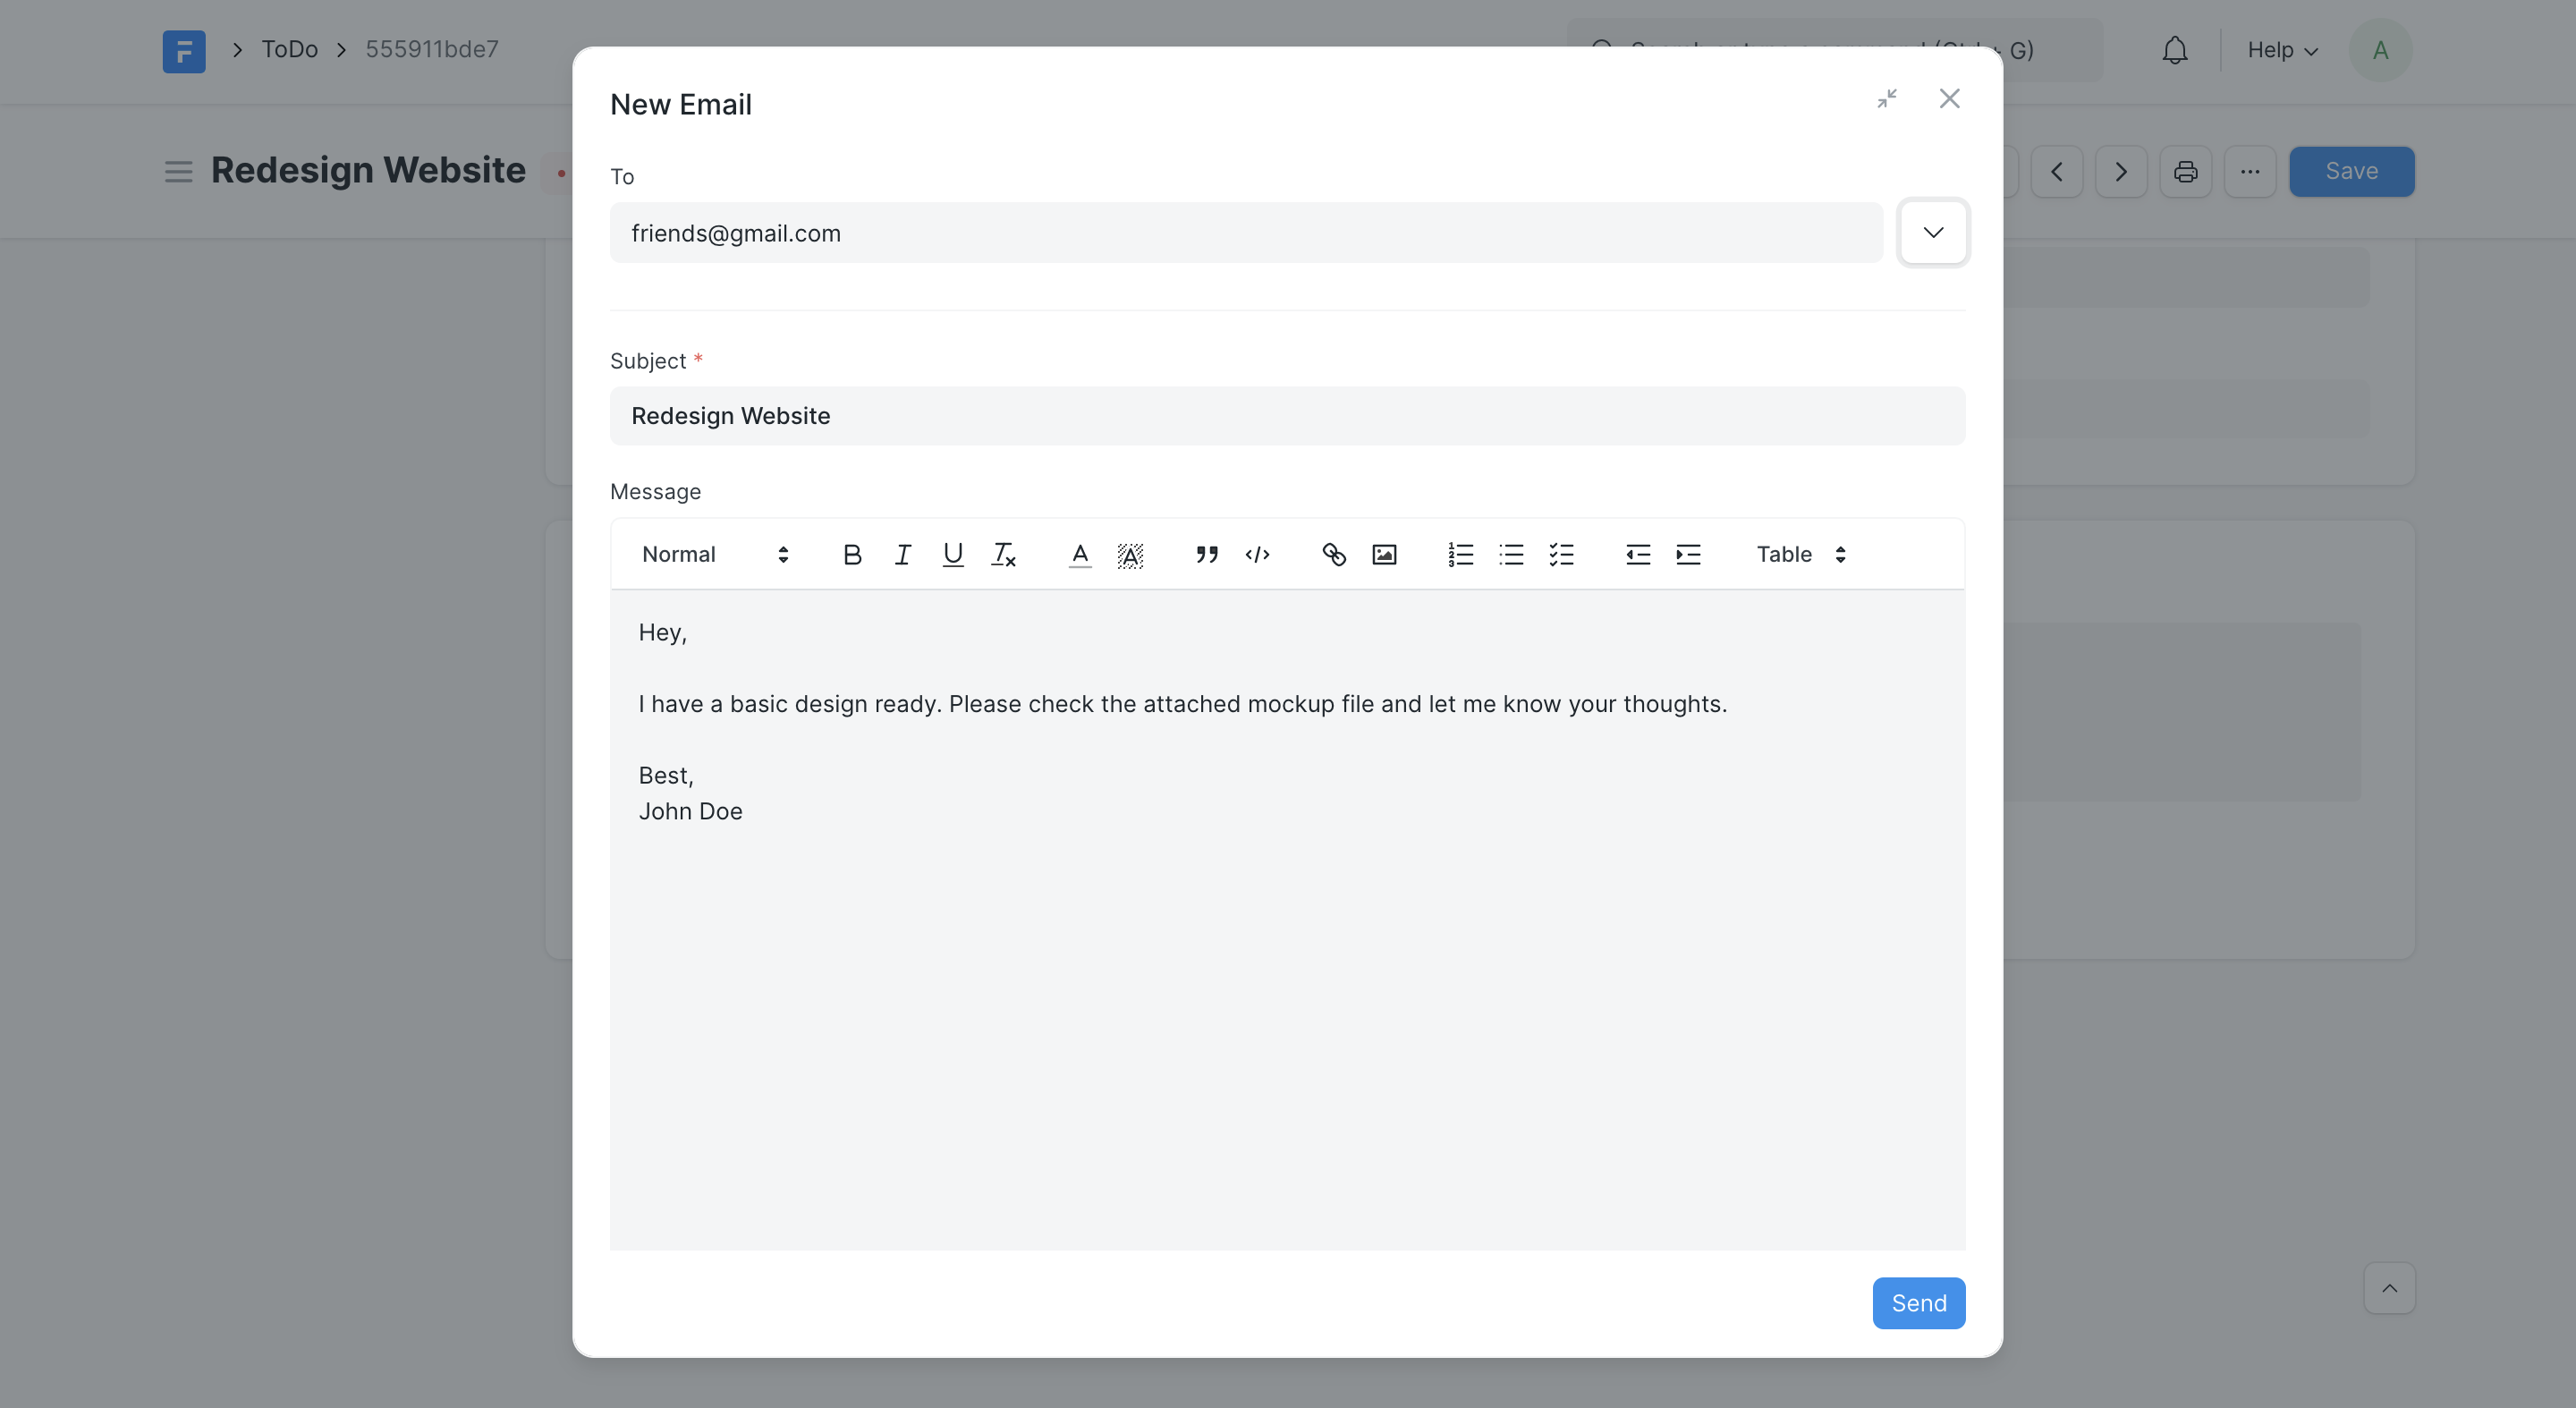 ToDo 555911bde7
G)
Help
A
Redesign Website
Save
New Email
To
friends@gmail.com
Subject *
Redesign Website
Message
Normal
Table
Hey,
I have a basic design ready. Please check the attached mockup file and let me know your thoughts.
Best,
John Doe
Send